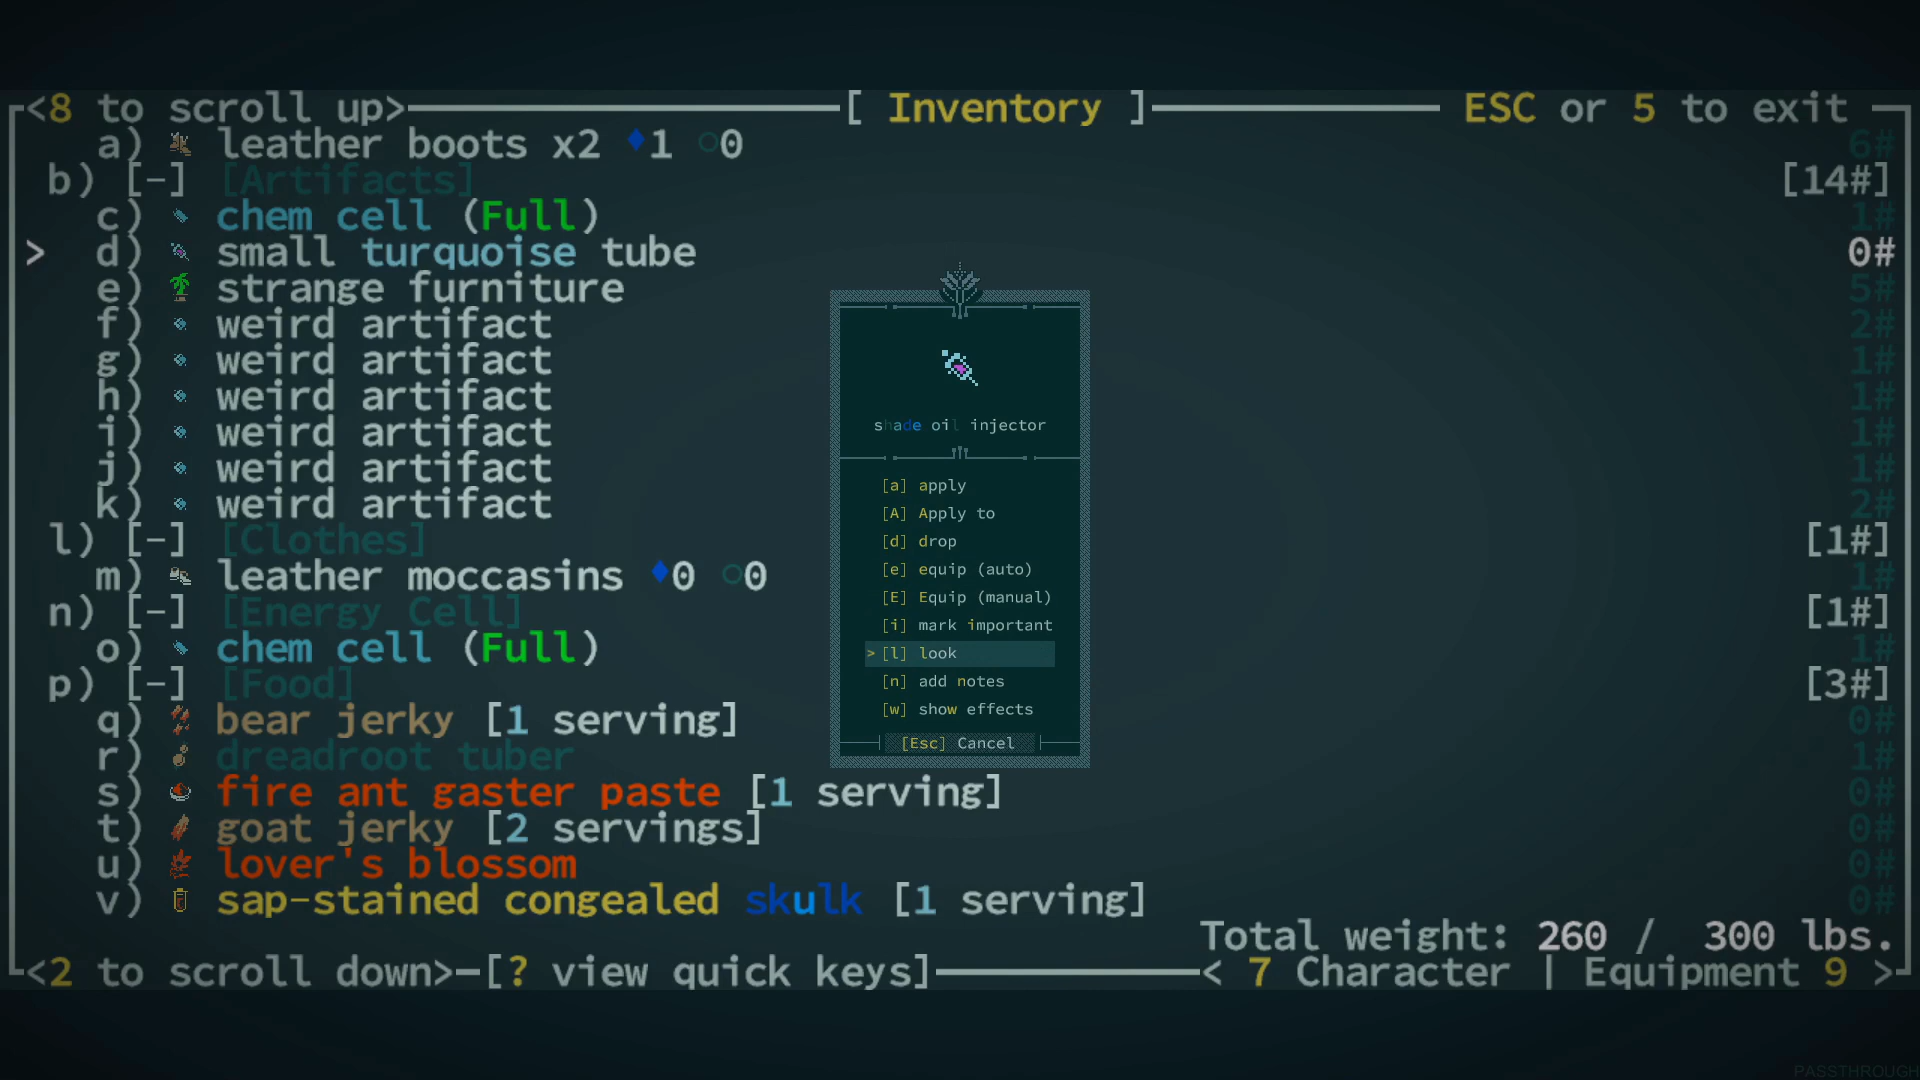 <8 to scroll up> [ Inventory ] ESC or 5 to exit
a) leather boots x2 ♦1 ○0 6#
b) [-] [Artifacts] [14#]
c) chem cell (Full) 1#
> d) small turquoise tube 0#
e) strange furniture 5#
f) weird artifact 2#
g) weird artifact 1#
h) weird artifact 1#
i) weird artifact 1#
j) weird artifact 1#
k) weird artifact 2#
l) [-] [Clothes] [1#]
m) leather moccasins ♦0 ○0 1#
n) [-] [Energy Cell] [1#]
o) chem cell (Full) 1#
p) [-] [Food] [3#]
q) bear jerky [1 serving] 0#
r) dreadroot tuber 1#
s) fire ant gaster paste [1 serving] 0#
t) goat jerky [2 servings] 0#
u) lover's blossom 0#
v) sap-stained congealed skulk [1 serving] 0#
Total weight: 260 / 300 lbs.
<2 to scroll down> [? view quick keys] < 7 Character | Equipment 9 >
shade oil injector
[a] apply
[A] Apply to
[d] drop
[e] equip (auto)
[E] Equip (manual)
[i] mark important
> [l] look
[n] add notes
[w] show effects
[Esc] Cancel
PASSTHROUGH